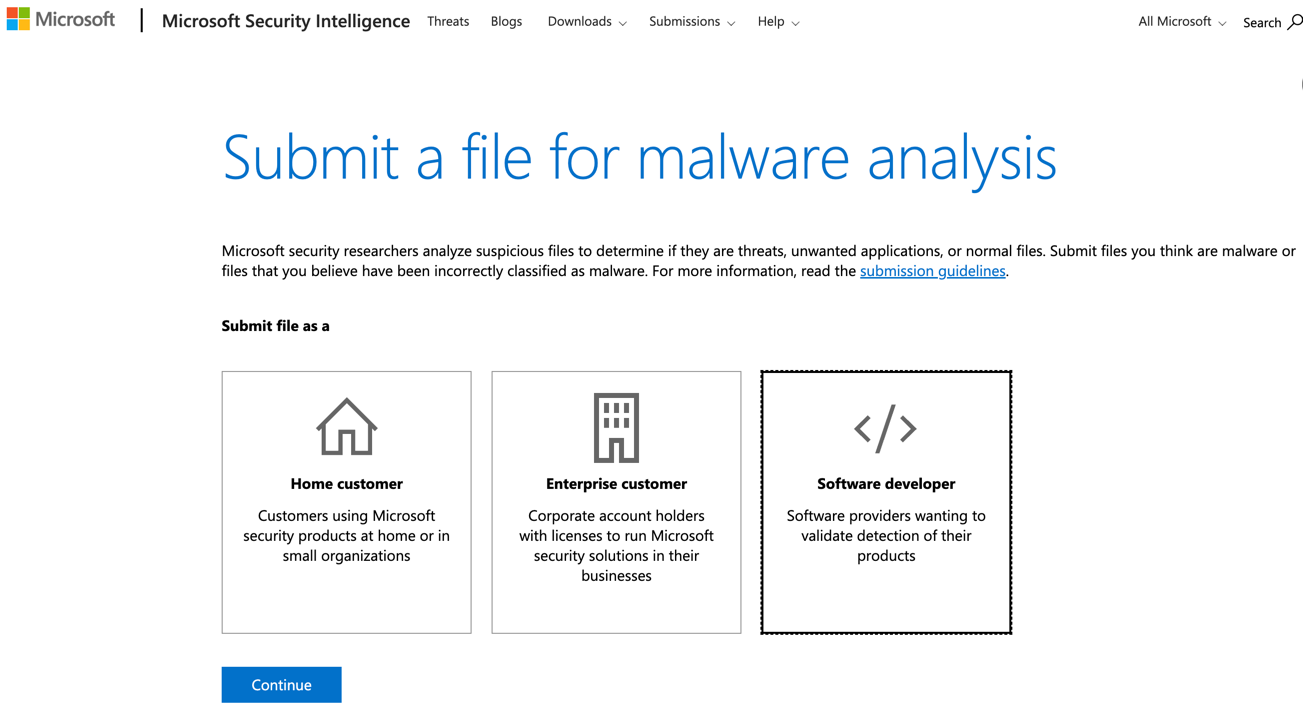 Microsoft | Microsoft Security Intelligence Threats Blogs Downloads Submissions Help All Microsoft Search
Submit a file for malware analysis
Microsoft security researchers analyze suspicious files to determine if they are threats, unwanted applications, or normal files. Submit files you think are malware or
files that you believe have been incorrectly classified as malware. For more information, read the submission guidelines.
Submit file as a
Home customer
Customers using Microsoft
security products at home or in
small organizations
Enterprise customer
Corporate account holders
with licenses to run Microsoft
security solutions in their
businesses
</>
Software developer
Software providers wanting to
validate detection of their
products
Continue